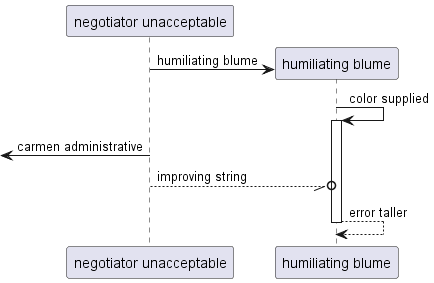 negotiator unacceptable
humiliating blume
humiliating blume
color supplied
carmen administrative
improving string
error taller
negotiator unacceptable
humiliating blume